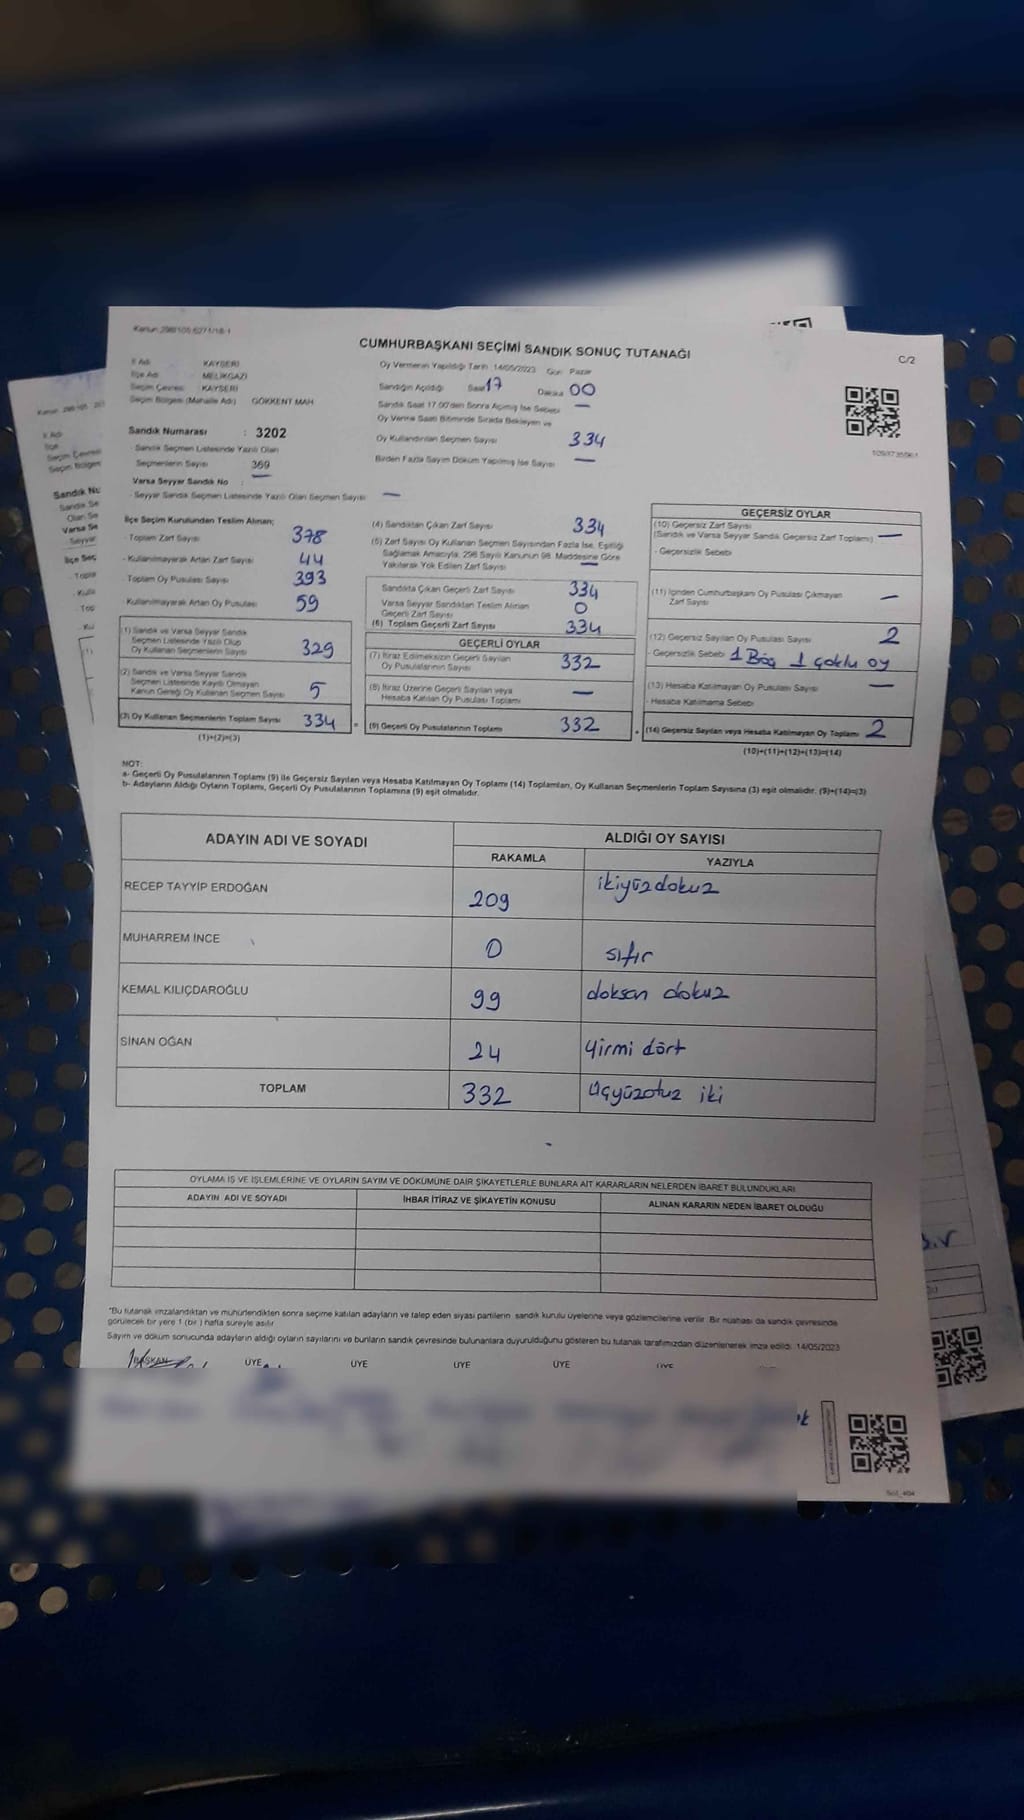 Kanun 298/105 6271/18-1
CUMHURBAŞKANI SEÇİMİ SANDIK SONUÇ TUTANAĞI
C/2
İl Adı KAYSERİ
İlçe Adı MELİKGAZİ
Seçim Çevresi KAYSERİ
Seçim Bölgesi (Mahalle Adı) GÖKKENT MAH.
Oy Vermenin Yapıldığı Tarih 14/05/2023 Gün Pazar
Sandığın Açıldığı Saat 17 Dakika 00
Sandık Saat 17.00'den Sonra Açılmış İse Sebebi —
Oy Verme Saati Bitiminde Sırada Bekleyen ve
Oy Kullandırılan Seçmen Sayısı 334
Birden Fazla Sayım Döküm Yapılmış İse Sayısı —
Sandık Numarası : 3202
Sandık Seçmen Listesinde Yazılı Olan
Seçmenlerin Sayısı 369
Varsa Seyyar Sandık No : —
- Seyyar Sandık Seçmen Listesinde Yazılı Olan Seçmen Sayısı —
İlçe Seçim Kurulundan Teslim Alınan;
- Toplam Zarf Sayısı 378
- Kullanılmayarak Artan Zarf Sayısı 44
- Toplam Oy Pusulası Sayısı 393
- Kullanılmayarak Artan Oy Pusulası 59
(1) Sandık ve Varsa Seyyar Sandık
Seçmen Listesinde Yazılı Olup
Oy Kullanan Seçmenlerin Sayısı 329
(2) Sandık ve Varsa Seyyar Sandık
Seçmen Listesinde Kayıtlı Olmayan
Kanun Gereği Oy Kullanan Seçmen Sayısı 5
(3) Oy Kullanan Seçmenlerin Toplam Sayısı 334
(1)+(2)=(3)
(4) Sandıktan Çıkan Zarf Sayısı 334
(5) Zarf Sayısı Oy Kullanan Seçmen Sayısından Fazla İse, Eşitliği
Sağlamak Amacıyla, 298 Sayılı Kanunun 98. Maddesine Göre
Yakılarak Yok Edilen Zarf Sayısı —
Sandıkta Çıkan Geçerli Zarf Sayısı 334
Varsa Seyyar Sandıktan Teslim Alınan
Geçerli Zarf Sayısı 0
(6) Toplam Geçerli Zarf Sayısı 334
GEÇERLİ OYLAR
(7) İtiraz Edilmeksizin Geçerli Sayılan
Oy Pusulalarının Sayısı 332
(8) İtiraz Üzerine Geçerli Sayılan veya
Hesaba Katılan Oy Pusulası Toplamı —
(9) Geçerli Oy Pusulalarının Toplamı 332
GEÇERSİZ OYLAR
(10) Geçersiz Zarf Sayısı
(Sandık ve Varsa Seyyar Sandık Geçersiz Zarf Toplamı) —
- Geçersizlik Sebebi
(11) İçinden Cumhurbaşkanı Oy Pusulası Çıkmayan
Zarf Sayısı —
(12) Geçersiz Sayılan Oy Pusulası Sayısı 2
- Geçersizlik Sebebi 1 Boş 1 çoklu oy
(13) Hesaba Katılmayan Oy Pusulası Sayısı —
- Hesaba Katılmama Sebebi
(14) Geçersiz Sayılan veya Hesaba Katılmayan Oy Toplamı 2
(10)+(11)+(12)+(13)=(14)
NOT:
a- Geçerli Oy Pusulalarının Toplamı (9) ile Geçersiz Sayılan veya Hesaba Katılmayan Oy Toplamı (14) Toplamları, Oy Kullanan Seçmenlerin Toplam Sayısına (3) eşit olmalıdır. (9)+(14)=(3)
b- Adayların Aldığı Oyların Toplamı, Geçerli Oy Pusulalarının Toplamına (9) eşit olmalıdır.
ADAYIN ADI VE SOYADI ALDIĞI OY SAYISI
RAKAMLA YAZIYLA
RECEP TAYYİP ERDOĞAN 209 ikiyüzdokuz
MUHARREM İNCE 0 sıfır
KEMAL KILIÇDAROĞLU 99 doksan dokuz
SİNAN OĞAN 24 yirmi dört
TOPLAM 332 üçyüzotuz iki
OYLAMA İŞ VE İŞLEMLERİNE VE OYLARIN SAYIM VE DÖKÜMÜNE DAİR ŞİKAYETLERLE BUNLARA AİT KARARLARIN NELERDEN İBARET BULUNDUKLARI
ADAYIN ADI VE SOYADI İHBAR İTİRAZ VE ŞİKAYETİN KONUSU ALINAN KARARIN NEDEN İBARET OLDUĞU
*Bu tutanak imzalandıktan ve mühürlendikten sonra seçime katılan adayların ve talep eden siyasi partilerin sandık kurulu üyelerine veya gözlemcilerine verilir. Bir nüshası da sandık çevresinde
görülecek bir yere 1 (bir) hafta süreyle asılır
Sayım ve döküm sonucunda adayların aldığı oyların sayılarını ve bunların sandık çevresinde bulunanlara duyurulduğunu gösteren bu tutanak tarafımızdan düzenlenerek imza edildi. 14/05/2023
BAŞKAN ÜYE ÜYE ÜYE ÜYE ÜYE